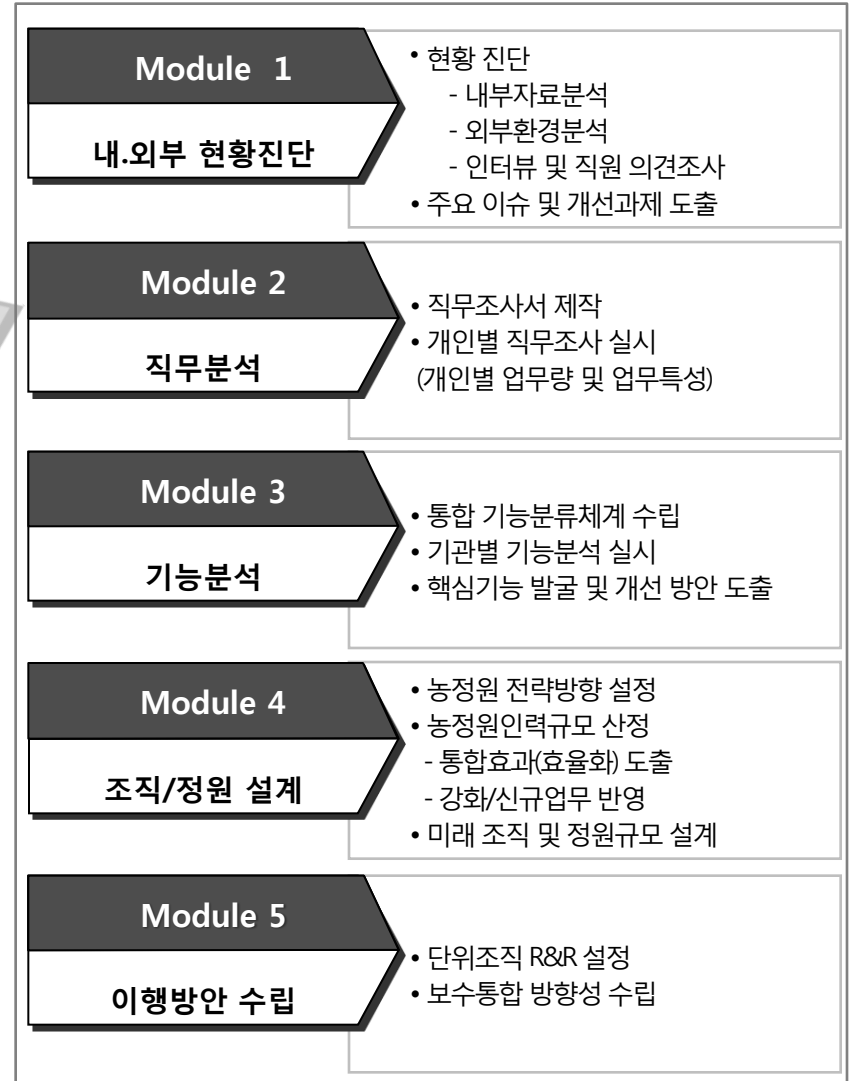 Module 1
내.외부 현황진단
• 현황 진단
- 내부자료분석
- 외부환경분석
- 인터뷰 및 직원 의견조사
• 주요 이슈 및 개선과제 도출
Module 2
직무분석
• 직무조사서 제작
• 개인별 직무조사 실시
(개인별 업무량 및 업무특성)
Module 3
기능분석
• 통합 기능분류체계 수립
• 기관별 기능분석 실시
• 핵심기능 발굴 및 개선 방안 도출
Module 4
조직/정원 설계
• 농정원 전략방향 설정
• 농정원인력규모 산정
- 통합효과(효율화) 도출
- 강화/신규업무 반영
• 미래 조직 및 정원규모 설계
Module 5
이행방안 수립
• 단위조직 R&R 설정
• 보수통합 방향성 수립